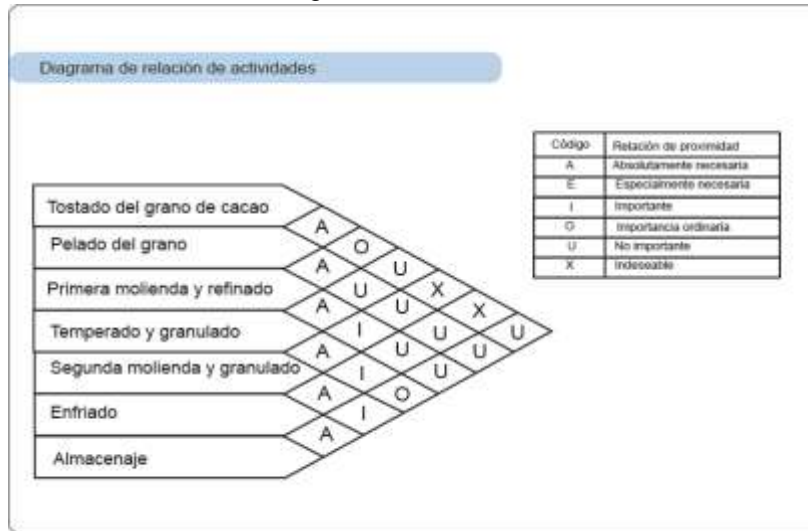 Diagrama de relación de actividades
Código Relación de proximidad
A Absolutamente necesaria
E Especialmente necesaria
I Importante
O Importancia ordinaria
U No importante
X Indeseable
Tostado del grano de cacao
A
Pelado del grano
O
A U
U X
Primera molienda y refinado
A U X
Temperado y granulado
I U U
A U U
Segunda molienda y granulado
I U
A O
Enfriado
I
A
Almacenaje